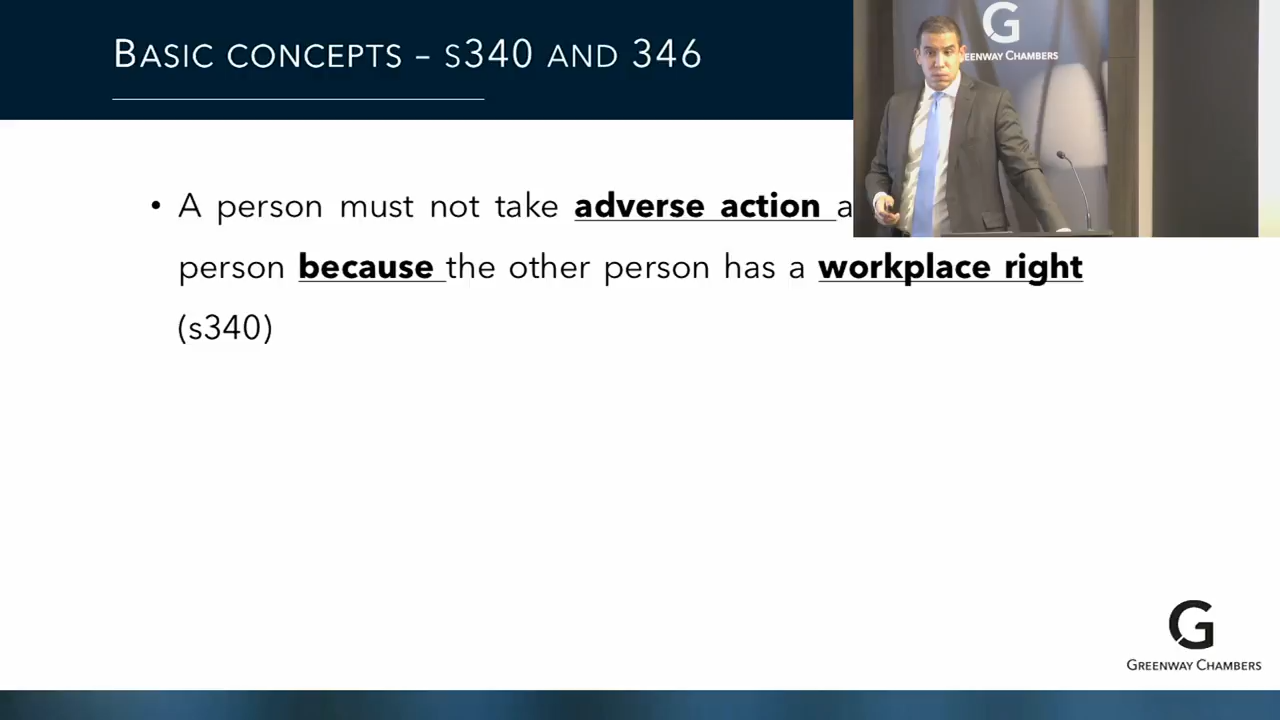 BASIC CONCEPTS – S340 AND 346
G
GREENWAY CHAMBERS
• A person must not take adverse action a
person because the other person has a workplace right
(s340)
G
GREENWAY CHAMBERS